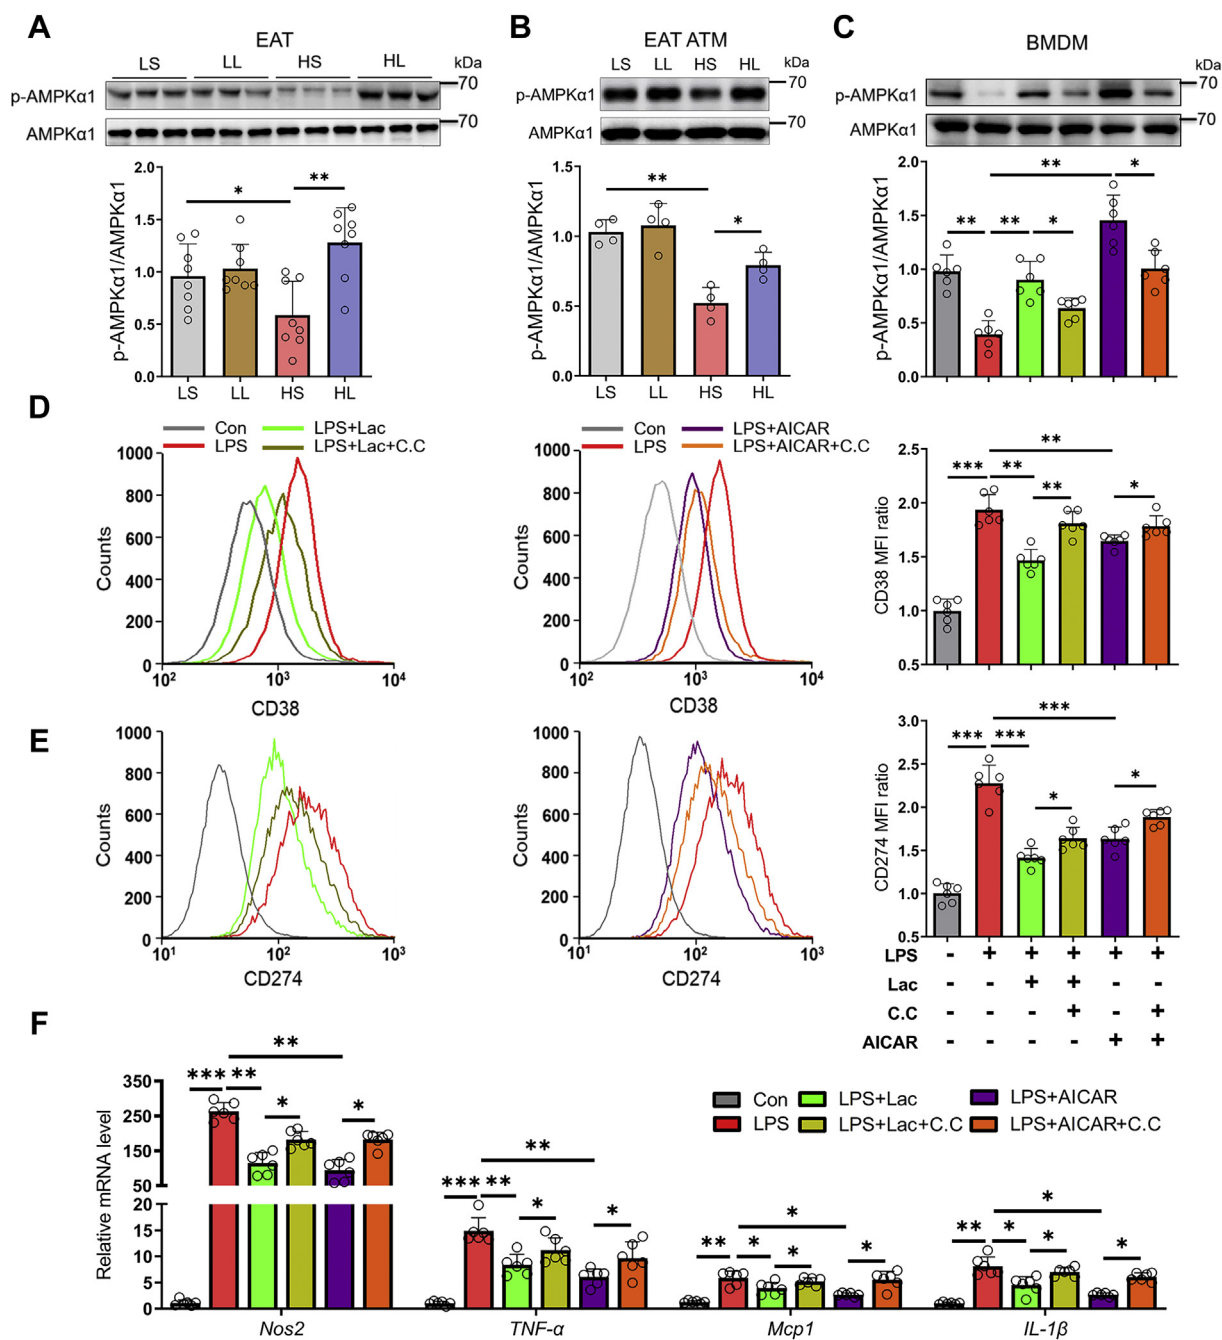 A
EAT
LS LL HS HL kDa
p-AMPKα1 70
AMPKα1 70
p-AMPKα1/AMPKα1
2.0
1.5
1.0
0.5
0.0
* **
LS LL HS HL
B
EAT ATM
LS LL HS HL kDa
p-AMPKα1 70
AMPKα1 70
p-AMPKα1/AMPKα1
1.5
1.0
0.5
0.0
** *
LS LL HS HL
C
BMDM
kDa
p-AMPKα1 70
AMPKα1 70
p-AMPKα1/AMPKα1
2.0
1.5
1.0
0.5
0.0
** *
** ** *
D
Con LPS+Lac
LPS LPS+Lac+C.C
Counts
1000
800
600
400
200
0
10² 10³ 10⁴
CD38
Con LPS+AICAR
LPS LPS+AICAR+C.C
Counts
1000
800
600
400
200
0
10² 10³ 10⁴
CD38
CD38 MFI ratio
2.5
2.0
1.5
1.0
0.5
**
*** ** ** *
E
Counts
1000
800
600
400
200
0
10¹ 10² 10³
CD274
Counts
1000
800
600
400
200
0
10¹ 10² 10³
CD274
CD274 MFI ratio
3.0
2.5
2.0
1.5
1.0
0.5
***
*** *** * *
LPS - + + + + +
Lac - - + + - -
C.C - - - + - +
AICAR - - - - + +
F
Relative mRNA level
350
250
150
50
20
15
10
5
0
**
*** ** * *
**
*** ** * *
*
** * * *
*
** * * *
Con LPS+Lac LPS+AICAR
LPS LPS+Lac+C.C LPS+AICAR+C.C
Nos2 TNF-α Mcp1 IL-1β